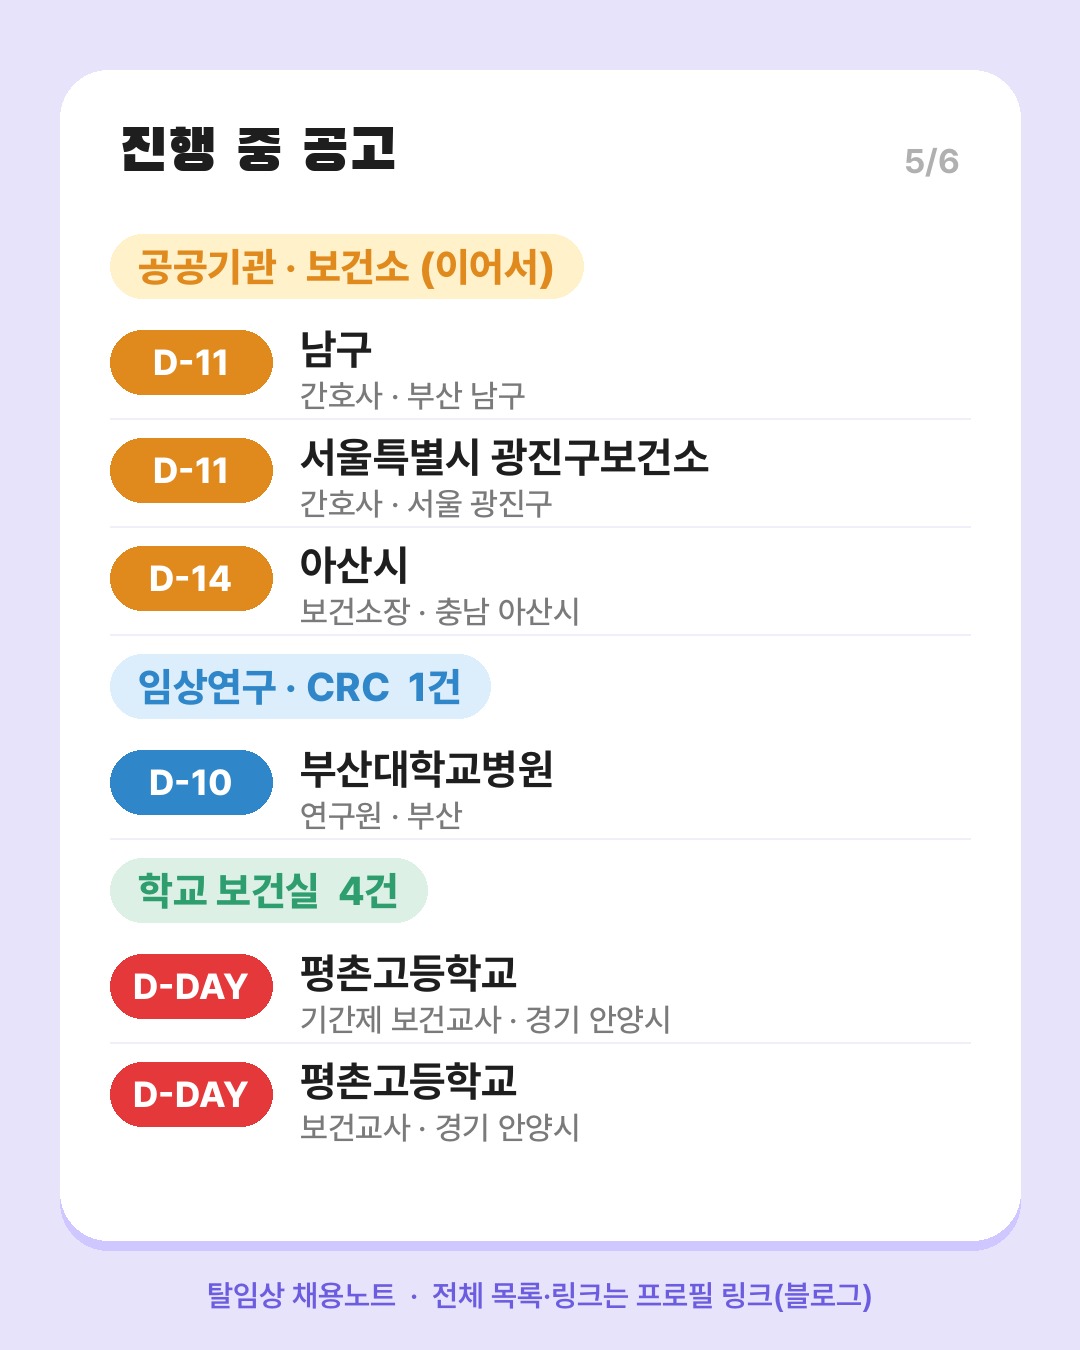 진행 중 공고
5/6
공공기관 · 보건소 (이어서)
D-11
남구
간호사 · 부산 남구
D-11
서울특별시 광진구보건소
간호사 · 서울 광진구
D-14
아산시
보건소장 · 충남 아산시
임상연구 · CRC 1건
D-10
부산대학교병원
연구원 · 부산
학교 보건실 4건
D-DAY
평촌고등학교
기간제 보건교사 · 경기 안양시
D-DAY
평촌고등학교
보건교사 · 경기 안양시
탈임상 채용노트 · 전체 목록·링크는 프로필 링크(블로그)